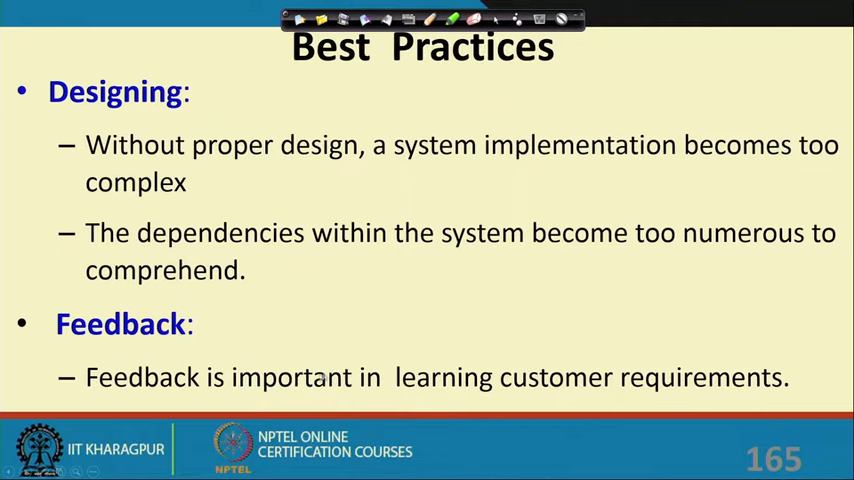 Best Practices
• Designing:
– Without proper design, a system implementation becomes too
complex
– The dependencies within the system become too numerous to
comprehend.
• Feedback:
– Feedback is important in learning customer requirements.
IIT KHARAGPUR
NPTEL
NPTEL ONLINE
CERTIFICATION COURSES
165